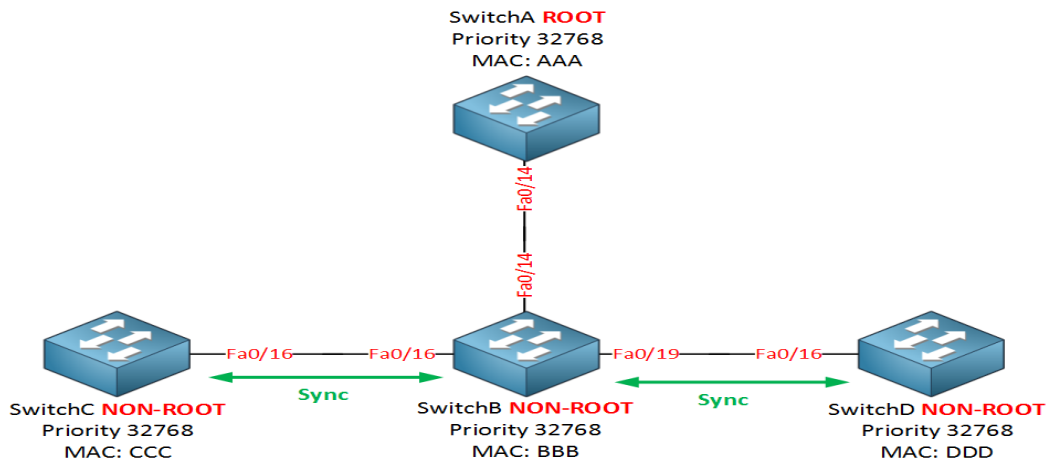 SwitchA ROOT
Priority 32768
MAC: AAA
Fa0/14
Fa0/14
Fa0/16
Fa0/16
Fa0/19
Fa0/16
Sync
Sync
SwitchC NON-ROOT
Priority 32768
MAC: CCC
SwitchB NON-ROOT
Priority 32768
MAC: BBB
SwitchD NON-ROOT
Priority 32768
MAC: DDD